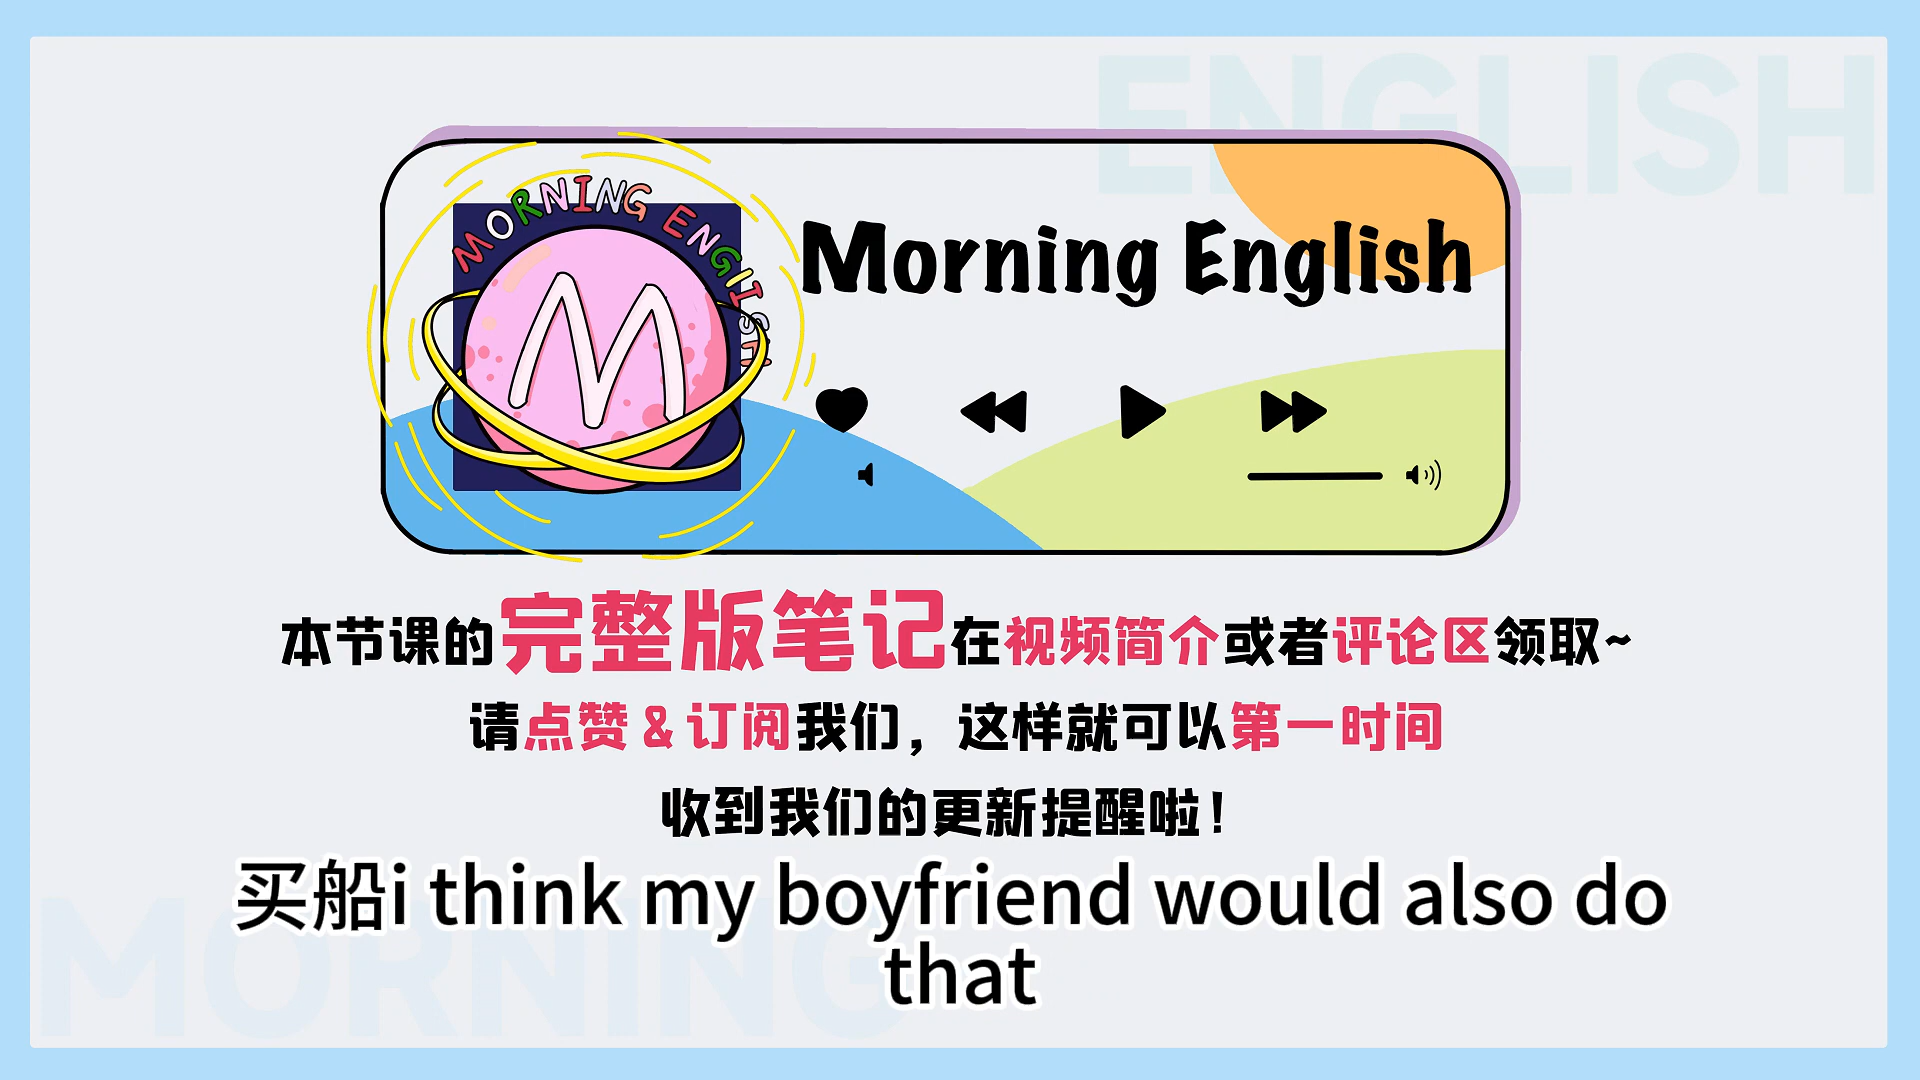 ENGLISH
MORNING ENGLISH
M
Morning English
本节课的完整版笔记在视频简介或者评论区领取~
请点赞&订阅我们，这样就可以第一时间
收到我们的更新提醒啦！
买船i think my boyfriend would also do
that
MORNING